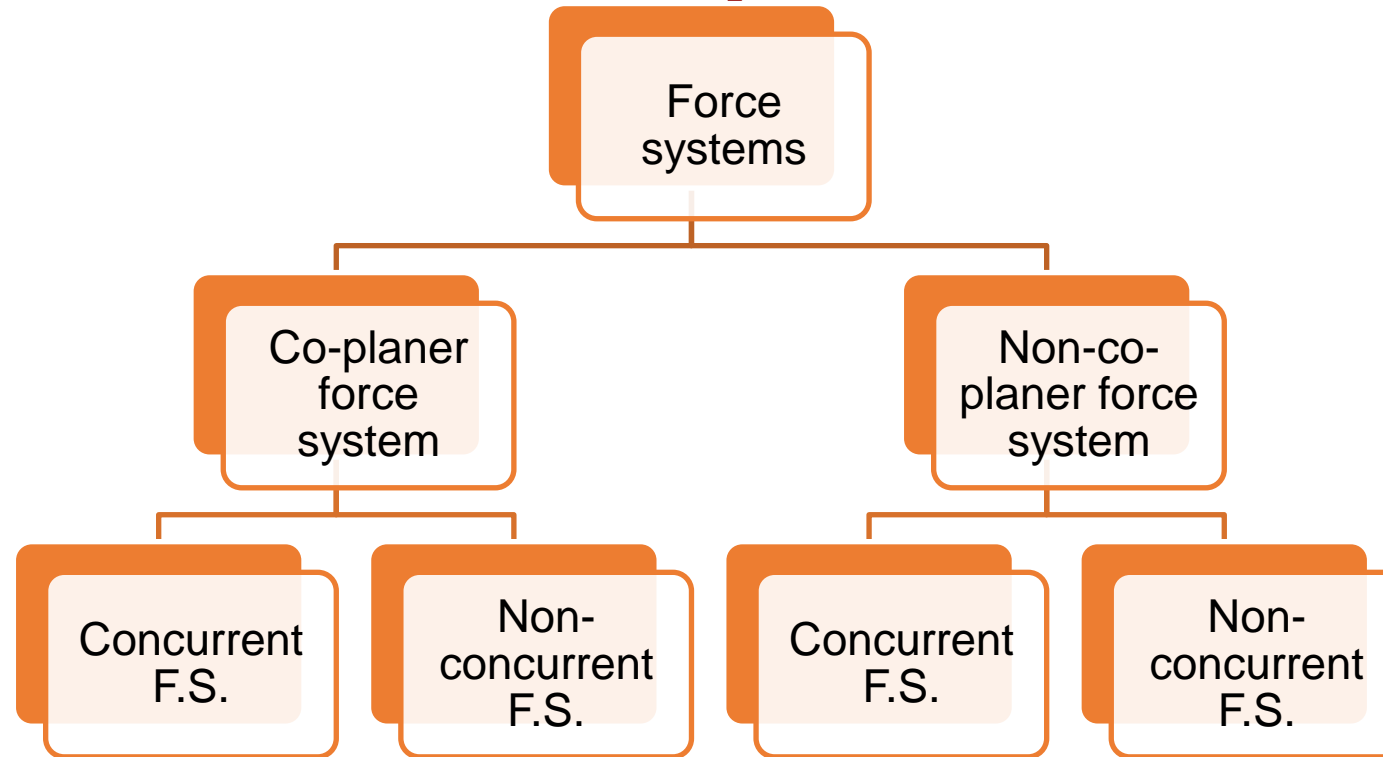 Force
systems
Co-planer
force
system
Non-co-
planer force
system
Concurrent
F.S.
Non-
concurrent
F.S.
Concurrent
F.S.
Non-
concurrent
F.S.